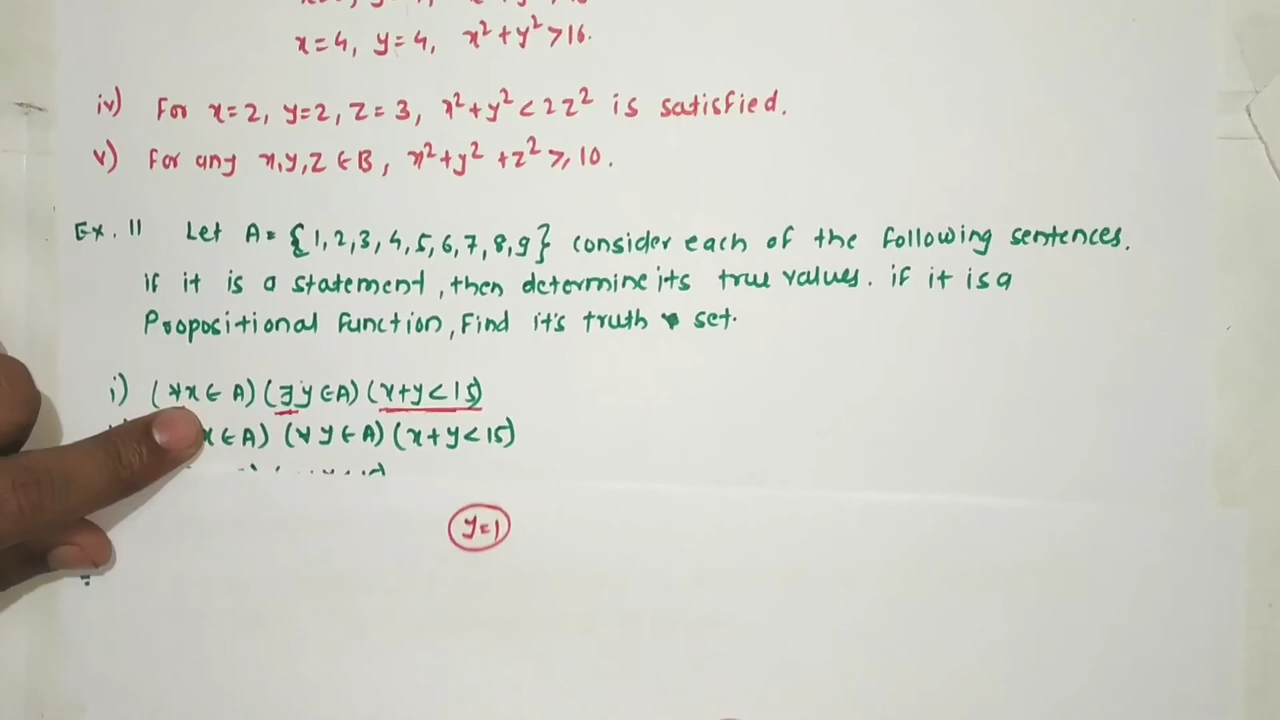 x=4, y=4, x²+y²>16.
iv) For x=2, y=2, z=3, x²+y²<2z² is satisfied.
v) For any x,y,z ∈ B, x²+y²+z² ≥ 10.
Ex. 11 Let A= {1,2,3,4,5,6,7,8,9} consider each of the following sentences.
if it is a statement, then determine its true values. if it is a
Propositional function, Find it's truth set.
i) (∀x∈A) (∃y∈A) (x+y<15)
x∈A) (∀y∈A) (x+y<15)
y=1